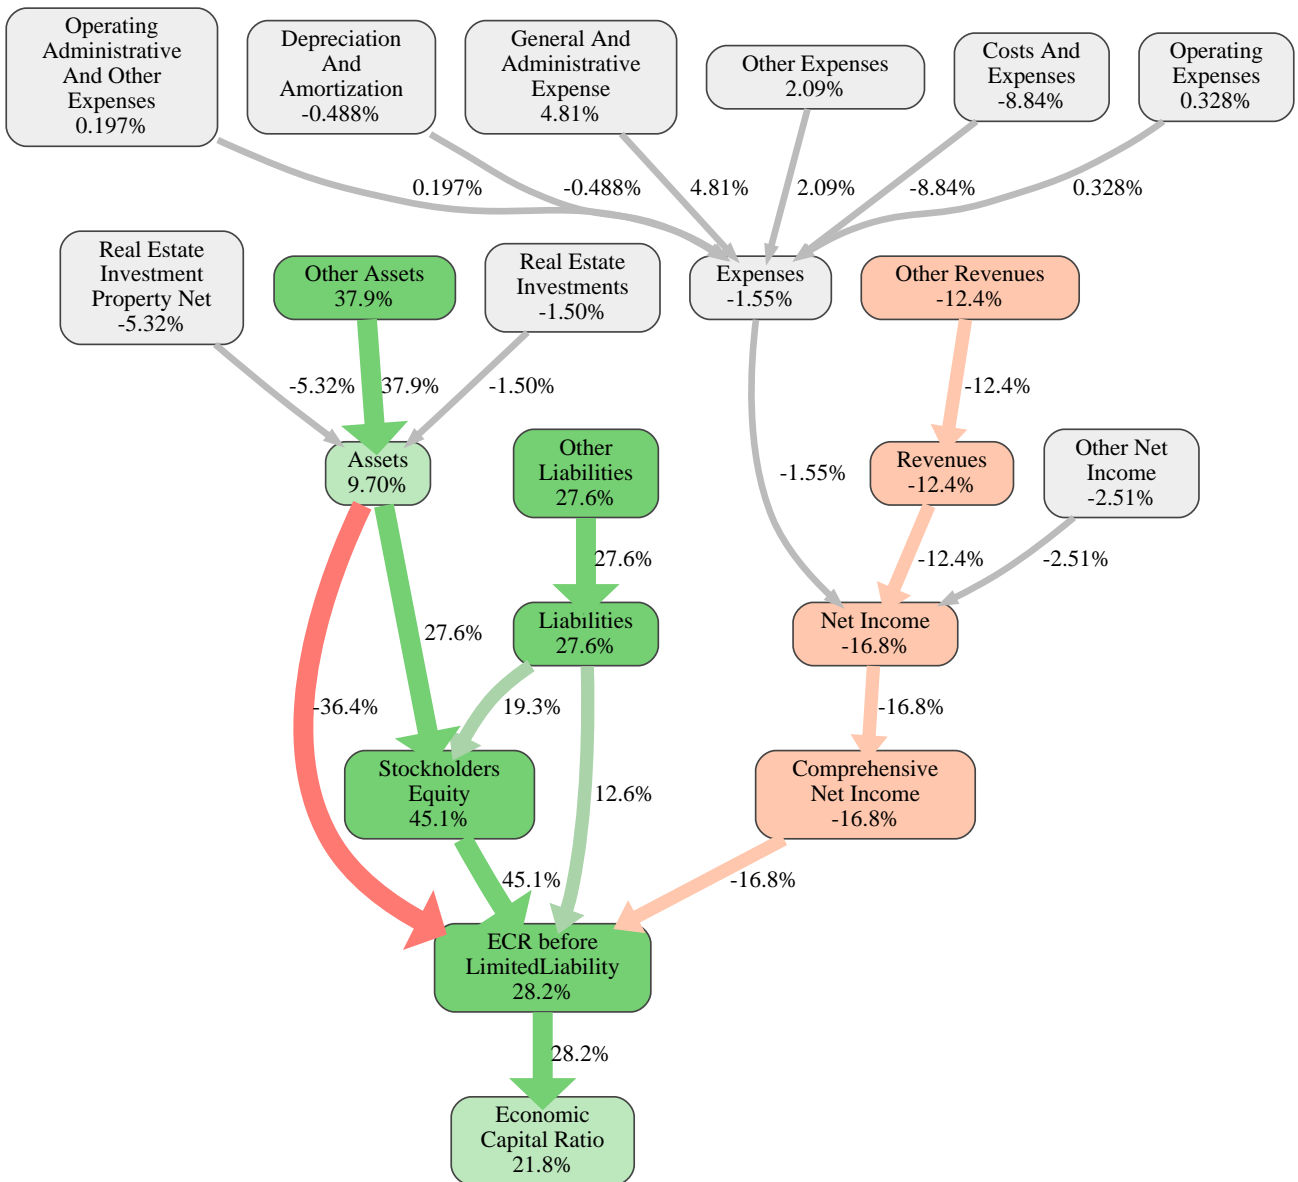 Operating
Administrative
And Other
Expenses
0.197%
Depreciation
And
Amortization
-0.488%
General And
Administrative
Expense
4.81%
Other Expenses
2.09%
Costs And
Expenses
-8.84%
Operating
Expenses
0.328%
0.197%
-0.488%
4.81%
2.09%
-8.84%
0.328%
Real Estate
Investment
Property Net
-5.32%
Other Assets
37.9%
Real Estate
Investments
-1.50%
Expenses
-1.55%
Other Revenues
-12.4%
-5.32%
37.9%
-1.50%
-12.4%
Assets
9.70%
Other
Liabilities
27.6%
Revenues
-12.4%
Other Net
Income
-2.51%
-1.55%
27.6%
-12.4%
-2.51%
Liabilities
27.6%
Net Income
-16.8%
27.6%
-36.4%
19.3%
-16.8%
Stockholders
Equity
45.1%
12.6%
Comprehensive
Net Income
-16.8%
45.1%
-16.8%
ECR before
LimitedLiability
28.2%
28.2%
Economic
Capital Ratio
21.8%